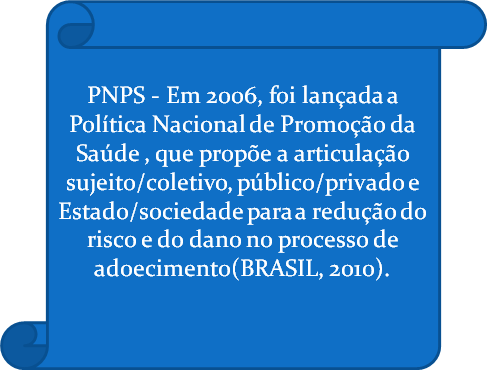 PNPS - Em 2006, foi lançada a
Política Nacional de Promoção da
Saúde , que propõe a articulação
sujeito/coletivo, público/privado e
Estado/sociedade para a redução do
risco e do dano no processo de
adoecimento(BRASIL, 2010).